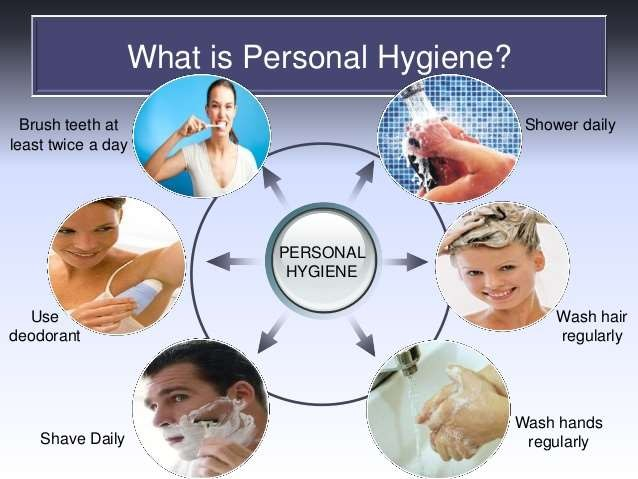 What is Personal Hygiene?
Brush teeth at
least twice a day
Shower daily
PERSONAL
HYGIENE
Use
deodorant
Wash hair
regularly
Shave Daily
Wash hands
regularly